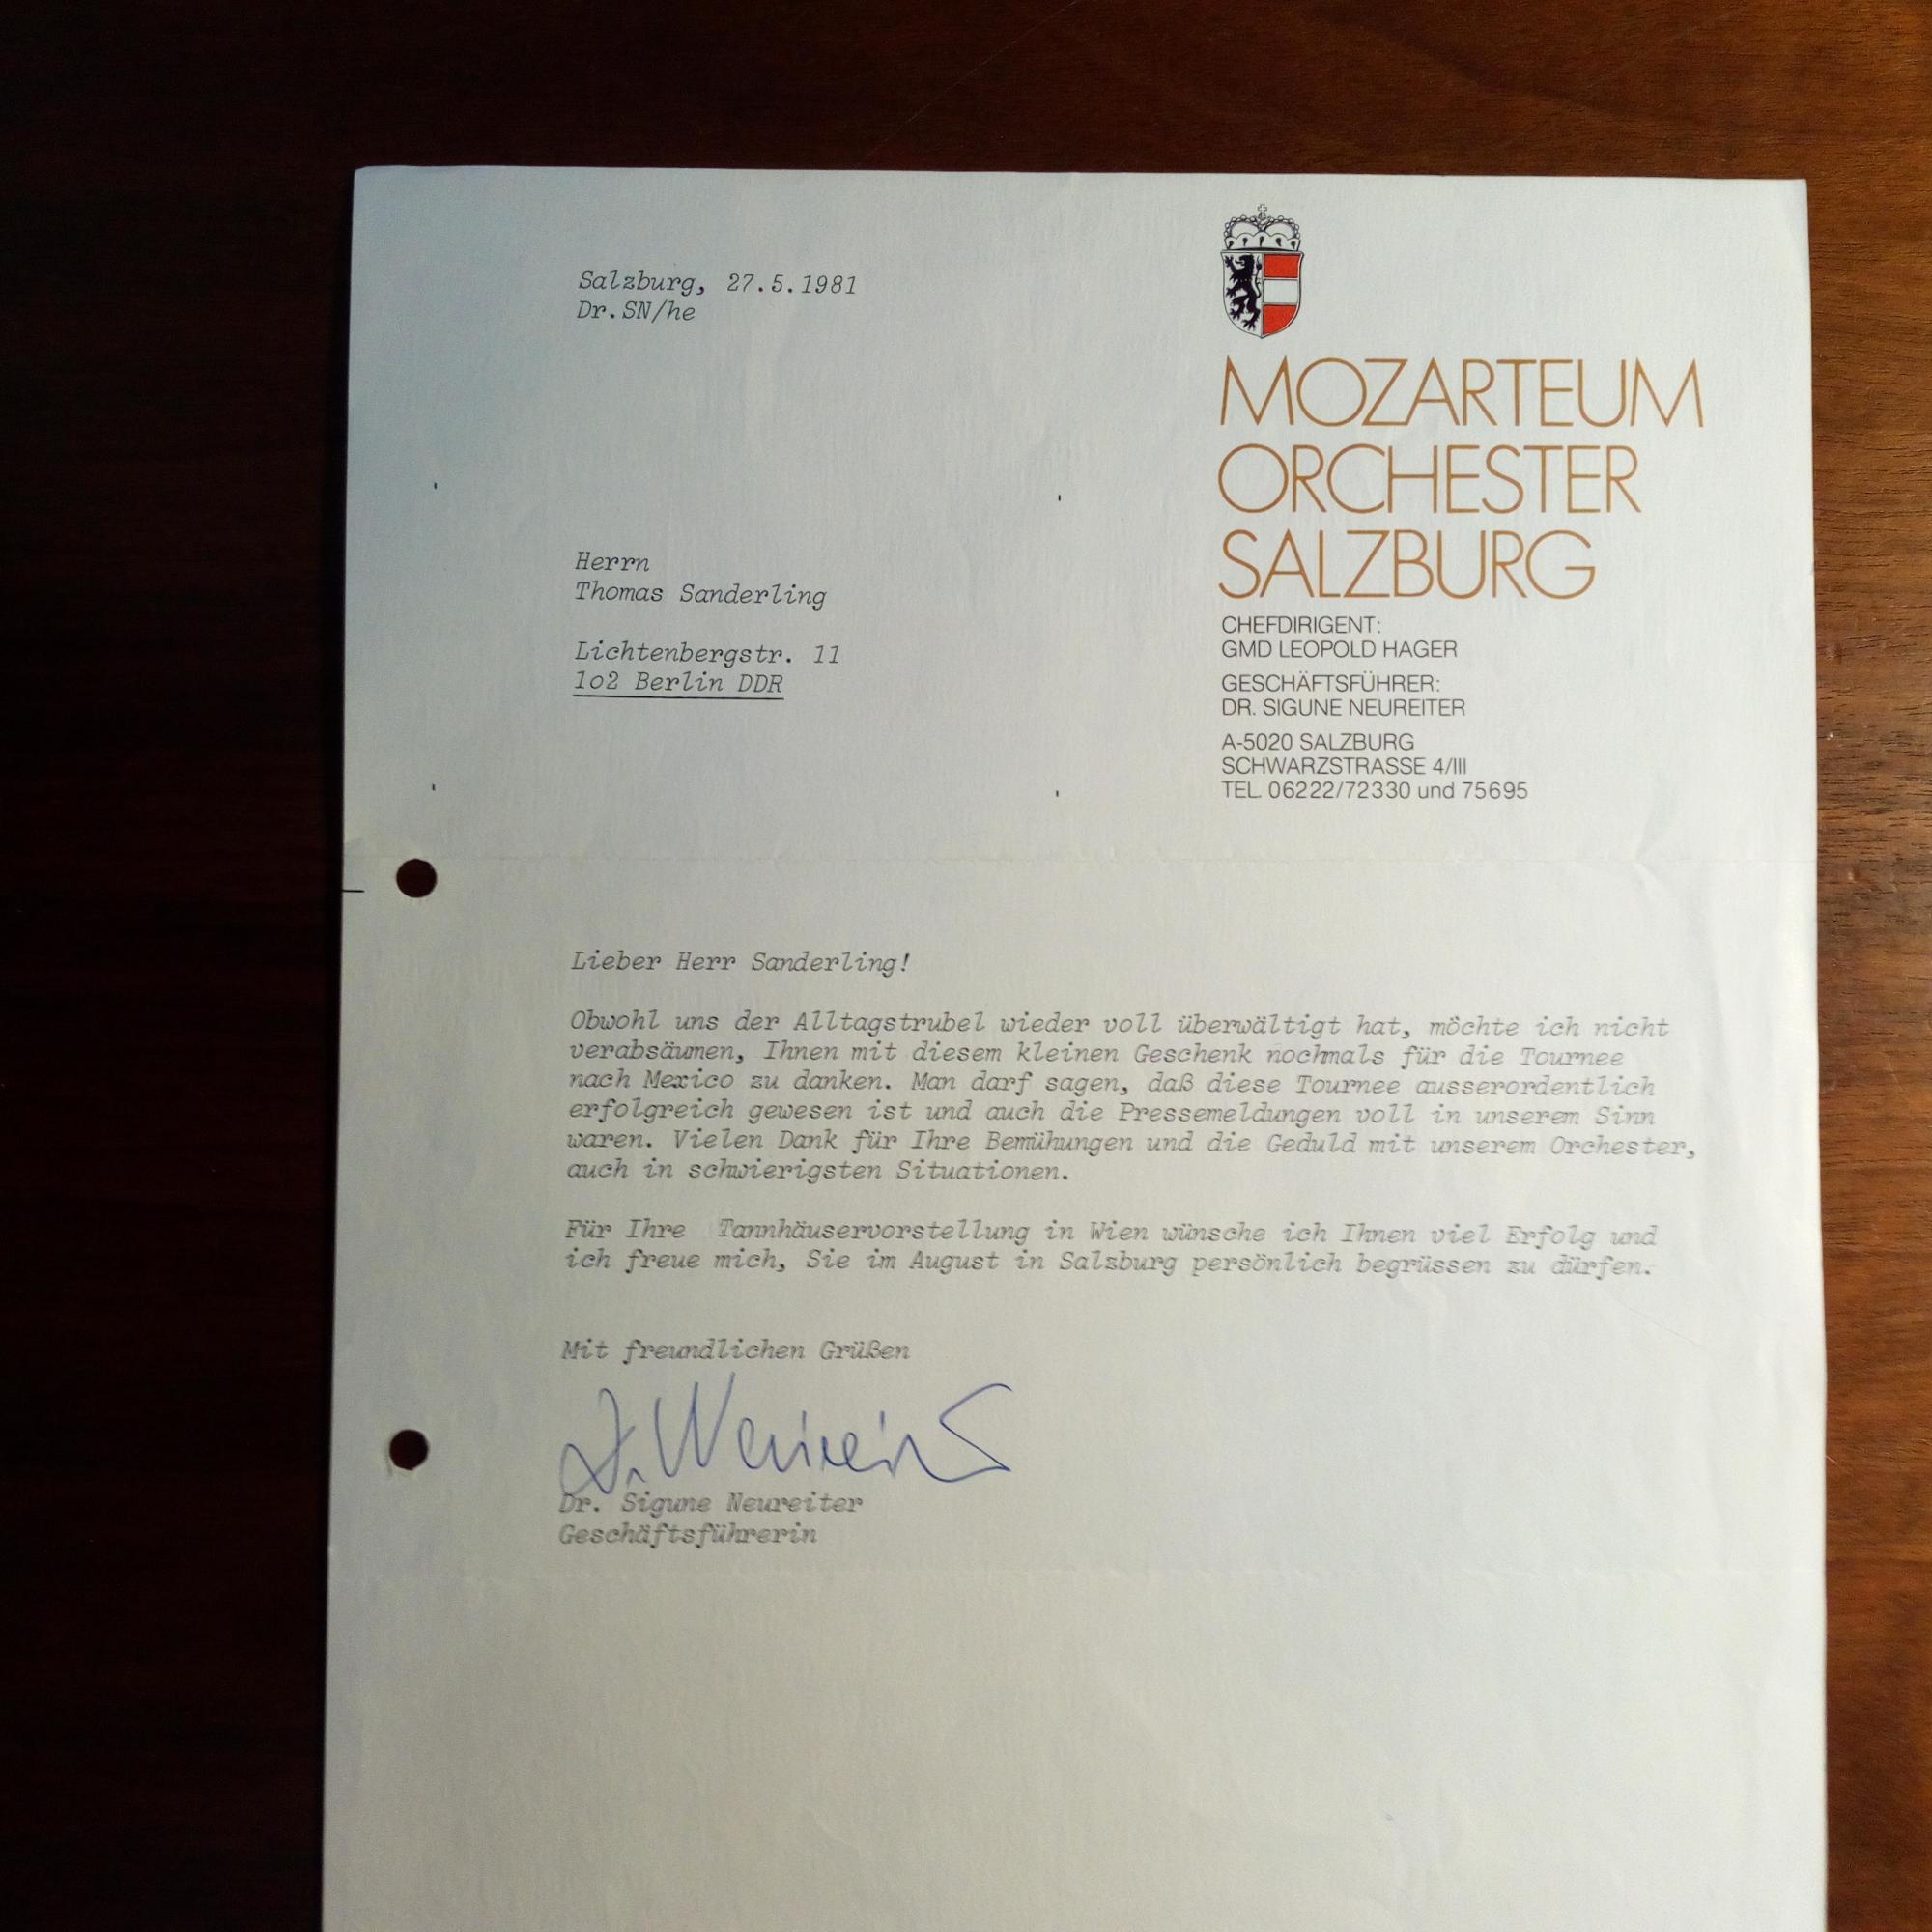 Salzburg, 27.5.1981
Dr.SN/he
MOZARTEUM
ORCHESTER
SALZBURG
CHEFDIRIGENT:
GMD LEOPOLD HAGER
GESCHÄFTSFÜHRER:
DR. SIGUNE NEUREITER
A-5020 SALZBURG
SCHWARZSTRASSE 4/III
TEL. 06222/72330 und 75695
Herrn
Thomas Sanderling
Lichtenbergstr. 11
1o2 Berlin DDR
Lieber Herr Sanderling!
Obwohl uns der Alltagstrubel wieder voll überwältigt hat, möchte ich nicht
verabsäumen, Ihnen mit diesem kleinen Geschenk nochmals für die Tournee
nach Mexico zu danken. Man darf sagen, daß diese Tournee ausserordentlich
erfolgreich gewesen ist und auch die Pressemeldungen voll in unserem Sinn
waren. Vielen Dank für Ihre Bemühungen und die Geduld mit unserem Orchester,
auch in schwierigsten Situationen.
Für Ihre Tannhäuservorstellung in Wien wünsche ich Ihnen viel Erfolg und
ich freue mich, Sie im August in Salzburg persönlich begrüssen zu dürfen.
Mit freundlichen Grüßen
Dr. Sigune Neureiter
Geschäftsführerin